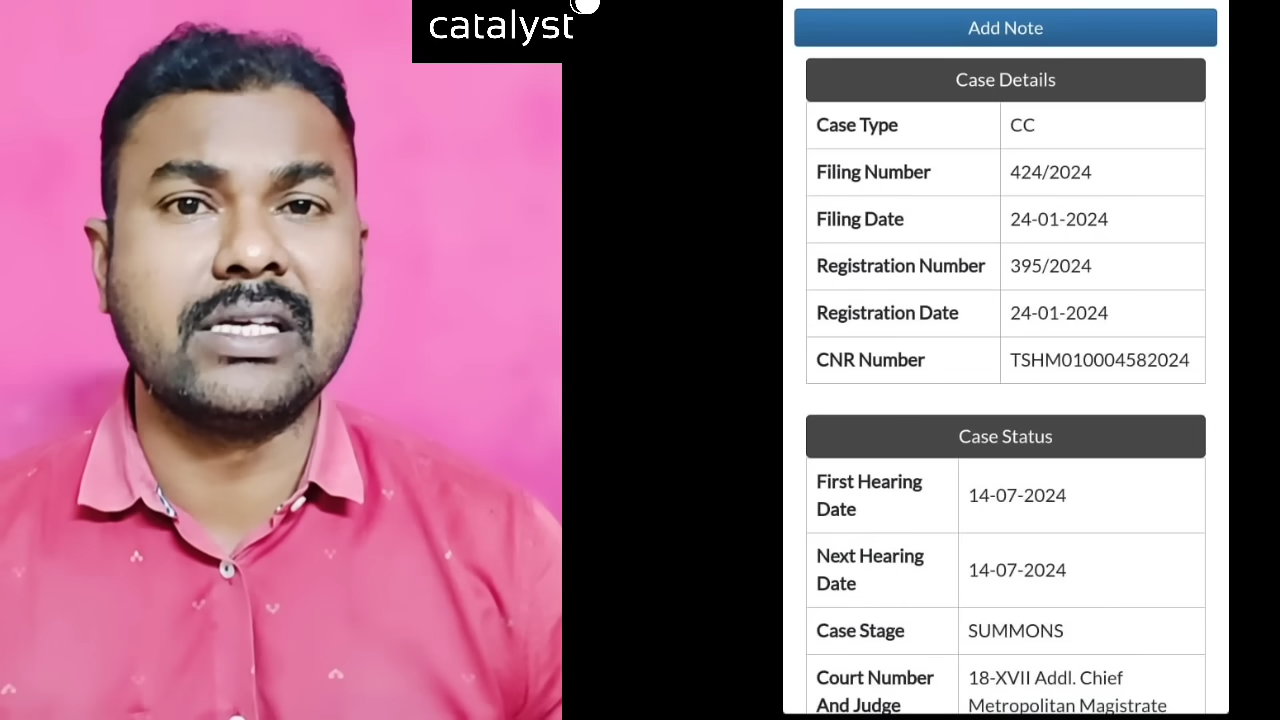 catalyst
Add Note
Case Details
Case Type CC
Filing Number 424/2024
Filing Date 24-01-2024
Registration Number 395/2024
Registration Date 24-01-2024
CNR Number TSHM010004582024
Case Status
First Hearing Date 14-07-2024
Next Hearing Date 14-07-2024
Case Stage SUMMONS
Court Number And Judge 18-XVII Addl. Chief Metropolitan Magistrate